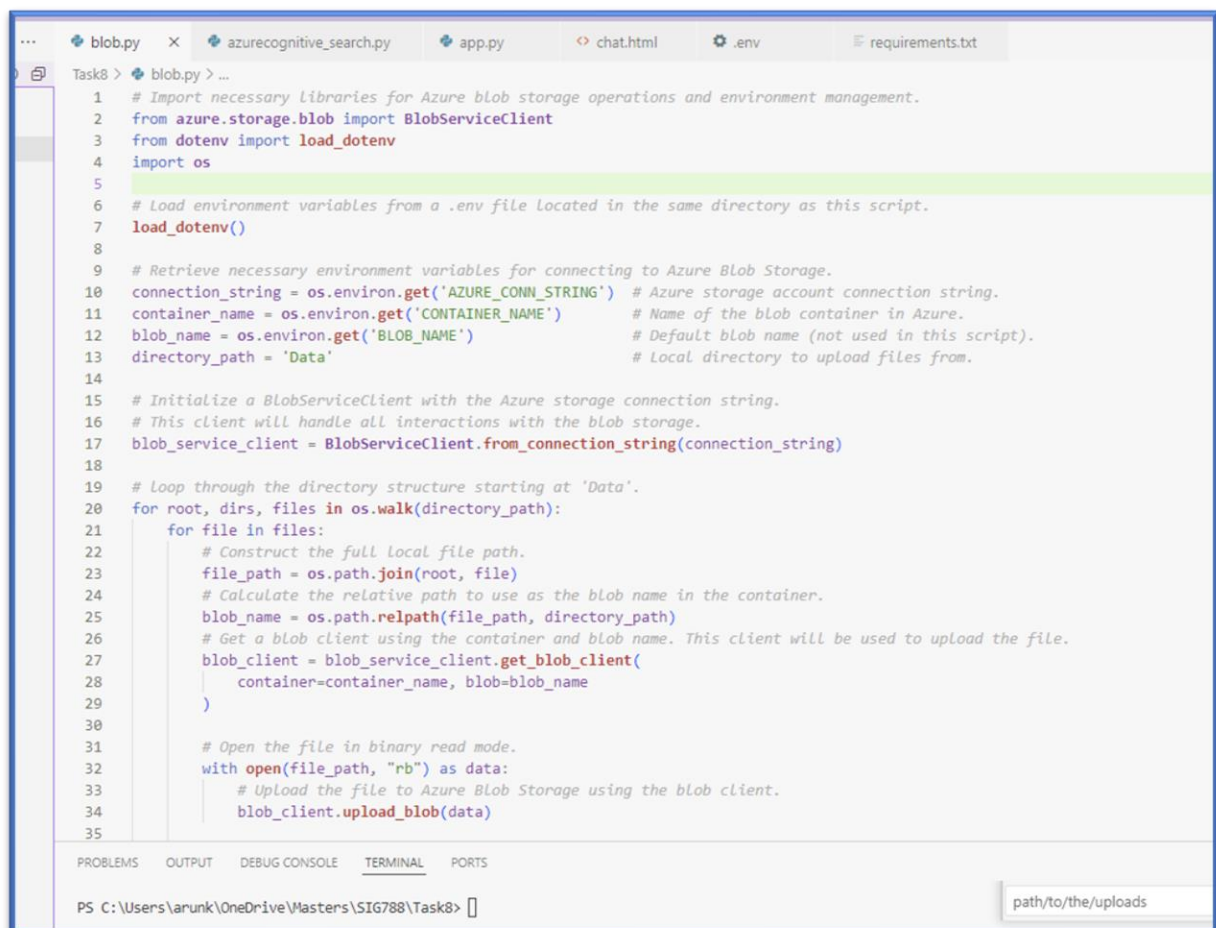 ... blob.py × azurecognitive_search.py app.py <> chat.html .env requirements.txt
Task8 > blob.py > ...
1 # Import necessary libraries for Azure blob storage operations and environment management.
2 from azure.storage.blob import BlobServiceClient
3 from dotenv import load_dotenv
4 import os
5
6 # Load environment variables from a .env file located in the same directory as this script.
7 load_dotenv()
8
9 # Retrieve necessary environment variables for connecting to Azure Blob Storage.
10 connection_string = os.environ.get('AZURE_CONN_STRING') # Azure storage account connection string.
11 container_name = os.environ.get('CONTAINER_NAME') # Name of the blob container in Azure.
12 blob_name = os.environ.get('BLOB_NAME') # Default blob name (not used in this script).
13 directory_path = 'Data' # Local directory to upload files from.
14
15 # Initialize a BlobServiceClient with the Azure storage connection string.
16 # This client will handle all interactions with the blob storage.
17 blob_service_client = BlobServiceClient.from_connection_string(connection_string)
18
19 # Loop through the directory structure starting at 'Data'.
20 for root, dirs, files in os.walk(directory_path):
21     for file in files:
22         # Construct the full local file path.
23         file_path = os.path.join(root, file)
24         # Calculate the relative path to use as the blob name in the container.
25         blob_name = os.path.relpath(file_path, directory_path)
26         # Get a blob client using the container and blob name. This client will be used to upload the file.
27         blob_client = blob_service_client.get_blob_client(
28             container=container_name, blob=blob_name
29         )
30
31         # Open the file in binary read mode.
32         with open(file_path, "rb") as data:
33             # Upload the file to Azure Blob Storage using the blob client.
34             blob_client.upload_blob(data)
35
PROBLEMS OUTPUT DEBUG CONSOLE TERMINAL PORTS
PS C:\Users\arunk\OneDrive\Masters\SIG788\Task8>
path/to/the/uploads